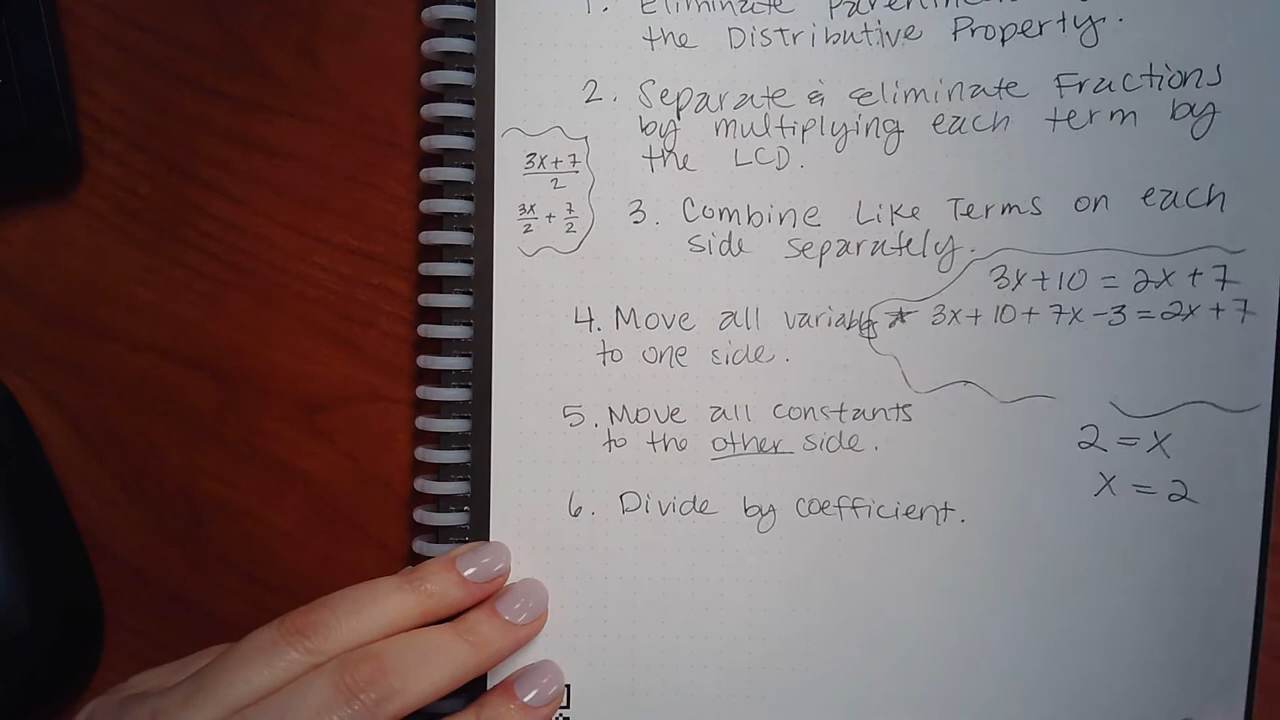 1. Eliminate
the Distributive Property.
2. Separate & eliminate Fractions
by multiplying each term by
the LCD.
3x+7
2
3x/2 + 7/2
3. Combine Like Terms on each
side separately.
3x+10 = 2x+7
4. Move all variables * 3x+10+7x-3=2x+7
to one side.
5. Move all constants
to the other side.
2=x
x=2
6. Divide by coefficient.